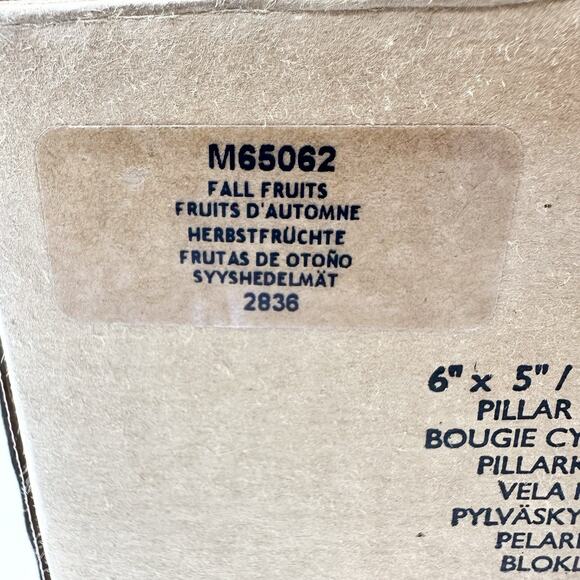 M65062
FALL FRUITS
FRUITS D'AUTOMNE
HERBSTFRÜCHTE
FRUTAS DE OTOÑO
SYYSHEDELMÄT
2836
6" x 5" /
PILLAR
BOUGIE CY
PILLARK
VELA
PYLVÄSKY
PELAR
BLOKL